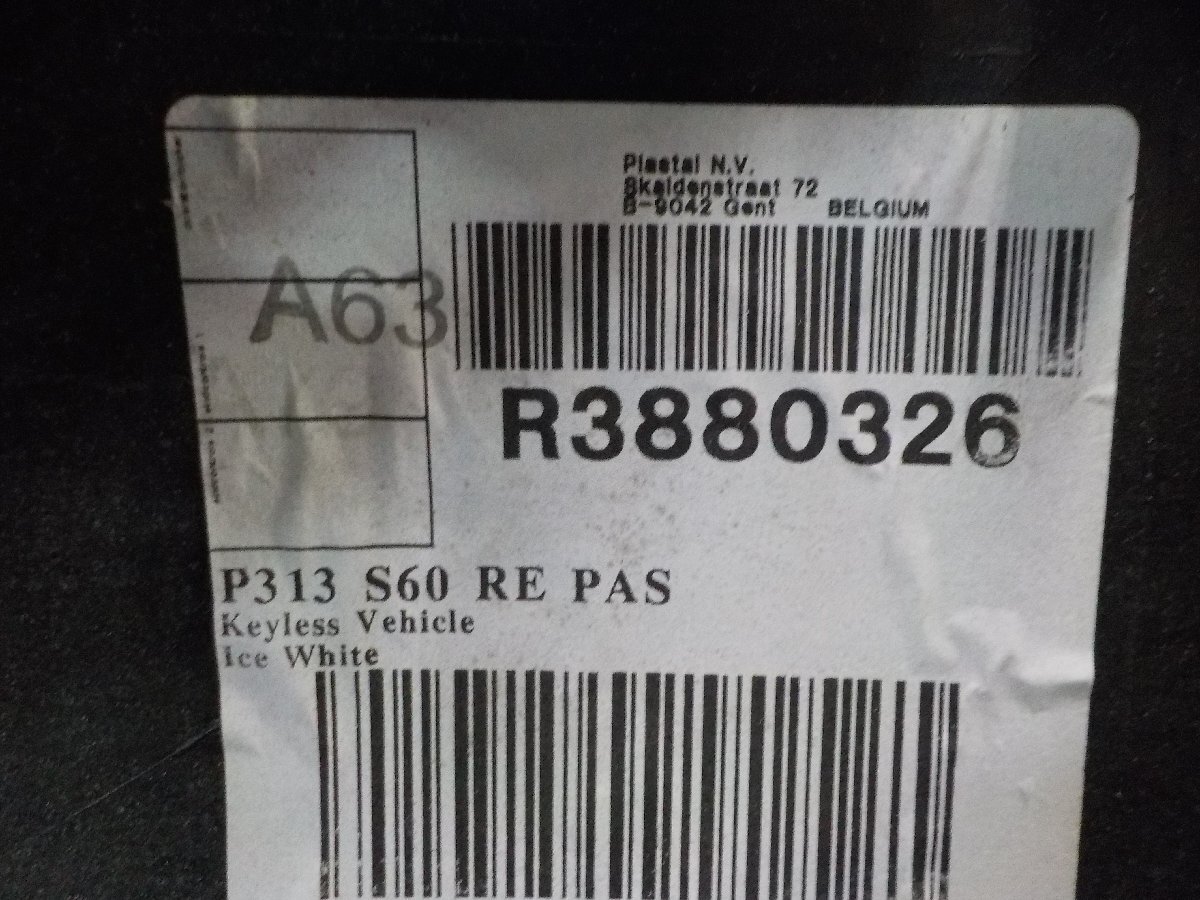 Plastal N.V.
Skaldenstraat 72
B-9042 Gent BELGIUM
A63
R3880326
P313 S60 RE PAS
Keyless Vehicle
Ice White